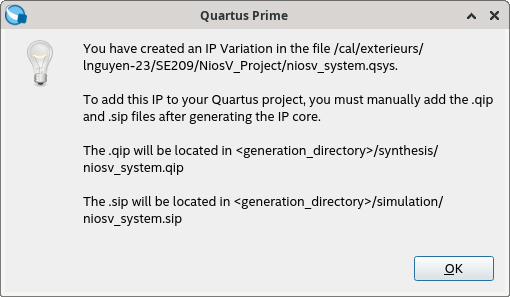 Quartus Prime
You have created an IP Variation in the file /cal/exterieurs/
lnguyen-23/SE209/NiosV_Project/niosv_system.qsys.
To add this IP to your Quartus project, you must manually add the .qip
and .sip files after generating the IP core.
The .qip will be located in <generation_directory>/synthesis/
niosv_system.qip
The .sip will be located in <generation_directory>/simulation/
niosv_system.sip
OK